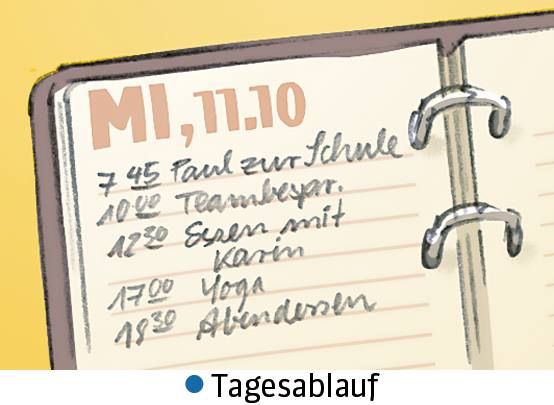 MI, 11.10
7 45 Paul zur Schule
10 00 Teambespr.
12 30 Essen mit
Karin
17 00 Yoga
18 30 Abendessen
Tagesablauf